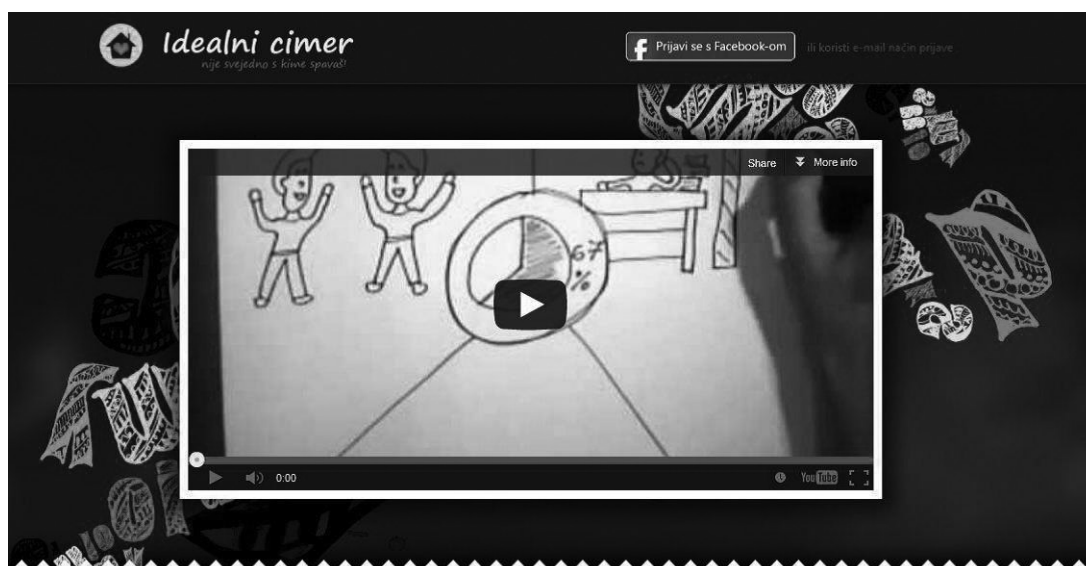 Idealni cimer
nije svejedno s kime spavaš!
Prijavi se s Facebook-om
ili koristi e-mail način prijave
Share
More info
67
%
0:00
YouTube